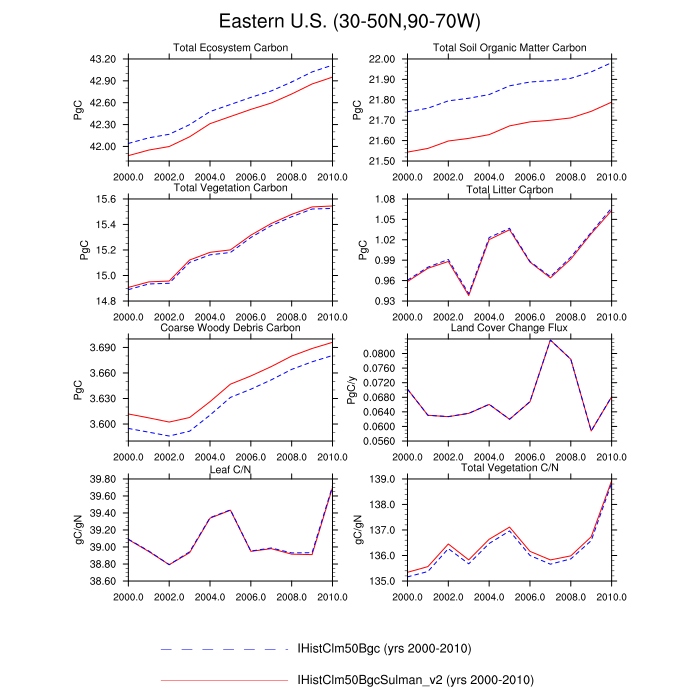 Eastern U.S. (30-50N,90-70W)
Total Ecosystem Carbon
Total Soil Organic Matter Carbon
43.20
42.90
42.60
42.30
42.00
PgC
2000.0 2002.0 2004.0 2006.0 2008.0 2010.0
22.00
21.90
21.80
21.70
21.60
21.50
PgC
2000.0 2002.0 2004.0 2006.0 2008.0 2010.0
Total Vegetation Carbon
Total Litter Carbon
15.6
15.4
15.2
15.0
14.8
PgC
2000.0 2002.0 2004.0 2006.0 2008.0 2010.0
1.08
1.05
1.02
0.99
0.96
0.93
PgC
2000.0 2002.0 2004.0 2006.0 2008.0 2010.0
Coarse Woody Debris Carbon
Land Cover Change Flux
3.690
3.660
3.630
3.600
PgC
2000.0 2002.0 2004.0 2006.0 2008.0 2010.0
0.0800
0.0760
0.0720
0.0680
0.0640
0.0600
0.0560
PgC/y
2000.0 2002.0 2004.0 2006.0 2008.0 2010.0
Leaf C/N
Total Vegetation C/N
39.80
39.60
39.40
39.20
39.00
38.80
38.60
gC/gN
2000.0 2002.0 2004.0 2006.0 2008.0 2010.0
139.0
138.0
137.0
136.0
135.0
gC/gN
2000.0 2002.0 2004.0 2006.0 2008.0 2010.0
IHistClm50Bgc (yrs 2000-2010)
IHistClm50BgcSulman_v2 (yrs 2000-2010)